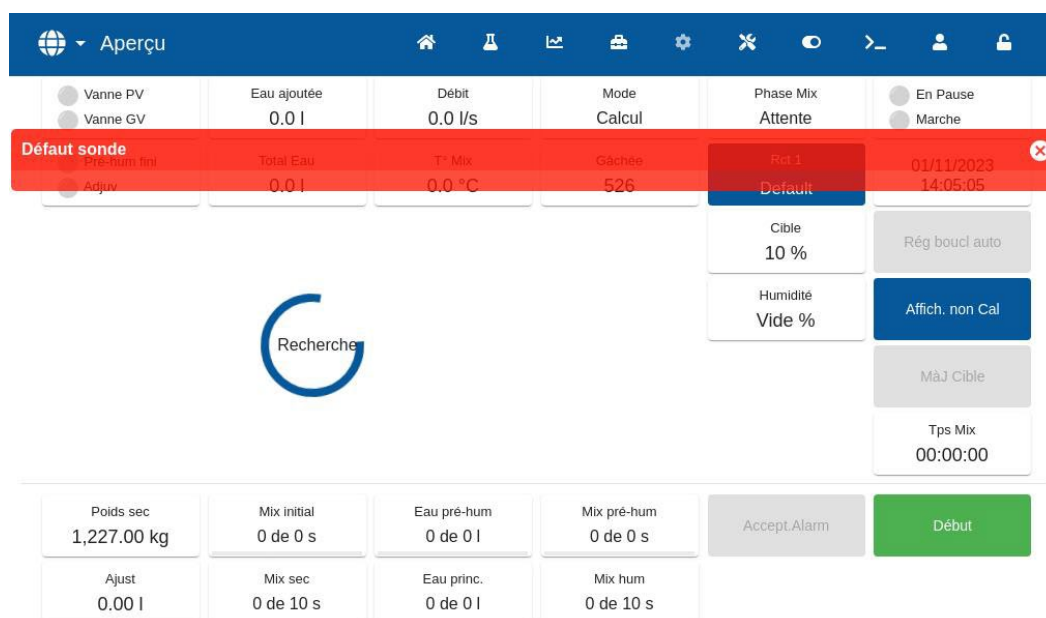 Aperçu
Vanne PV
Vanne GV
Eau ajoutée
0.0 l
Débit
0.0 l/s
Mode
Calcul
Phase Mix
Attente
En Pause
Marche
Défaut sonde
Pré-hum fini
Adjuv
Total Eau
0.0 l
T° Mix
0.0 °C
Gâchée
526
Rct.1
Default
01/11/2023
14:05:05
Cible
10 %
Rég boucl auto
Humidité
Vide %
Affich. non Cal
Recherche
MàJ Cible
Tps Mix
00:00:00
Poids sec
1,227.00 kg
Mix initial
0 de 0 s
Eau pré-hum
0 de 0 l
Mix pré-hum
0 de 0 s
Accept.Alarm
Début
Ajust
0.00 l
Mix sec
0 de 10 s
Eau princ.
0 de 0 l
Mix hum
0 de 10 s